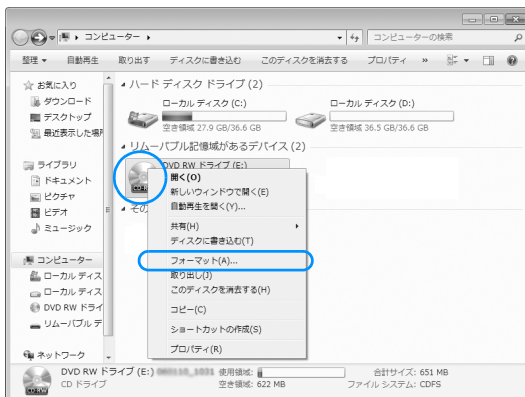 コンピューター
コンピューターの検索
整理 自動再生 取り出す ディスクに書き込む このディスクを消去する プロパティ »
お気に入り
ダウンロード
デスクトップ
最近表示した場所
ライブラリ
ドキュメント
ピクチャ
ビデオ
ミュージック
コンピューター
ローカル ディス
ローカル ディス
DVD RW ドライ
リムーバブル デ
ネットワーク
ハード ディスク ドライブ (2)
ローカル ディスク (C:)
空き領域 27.9 GB/36.6 GB
ローカル ディスク (D:)
空き領域 36.5 GB/36.6 GB
リムーバブル記憶域があるデバイス (2)
DVD RW ドライブ (E:)
CD-RW
その
開く(O)
新しいウィンドウで開く(E)
自動再生を開く(Y)...
共有(H)
ディスクに書き込む(T)
フォーマット(A)...
取り出し(J)
このディスクを消去する(H)
コピー(C)
ショートカットの作成(S)
プロパティ(R)
DVD RW ドライブ (E:) 使用領域: 合計サイズ: 651 MB
CD ドライブ 空き領域: 622 MB ファイル システム: CDFS
CD-RW